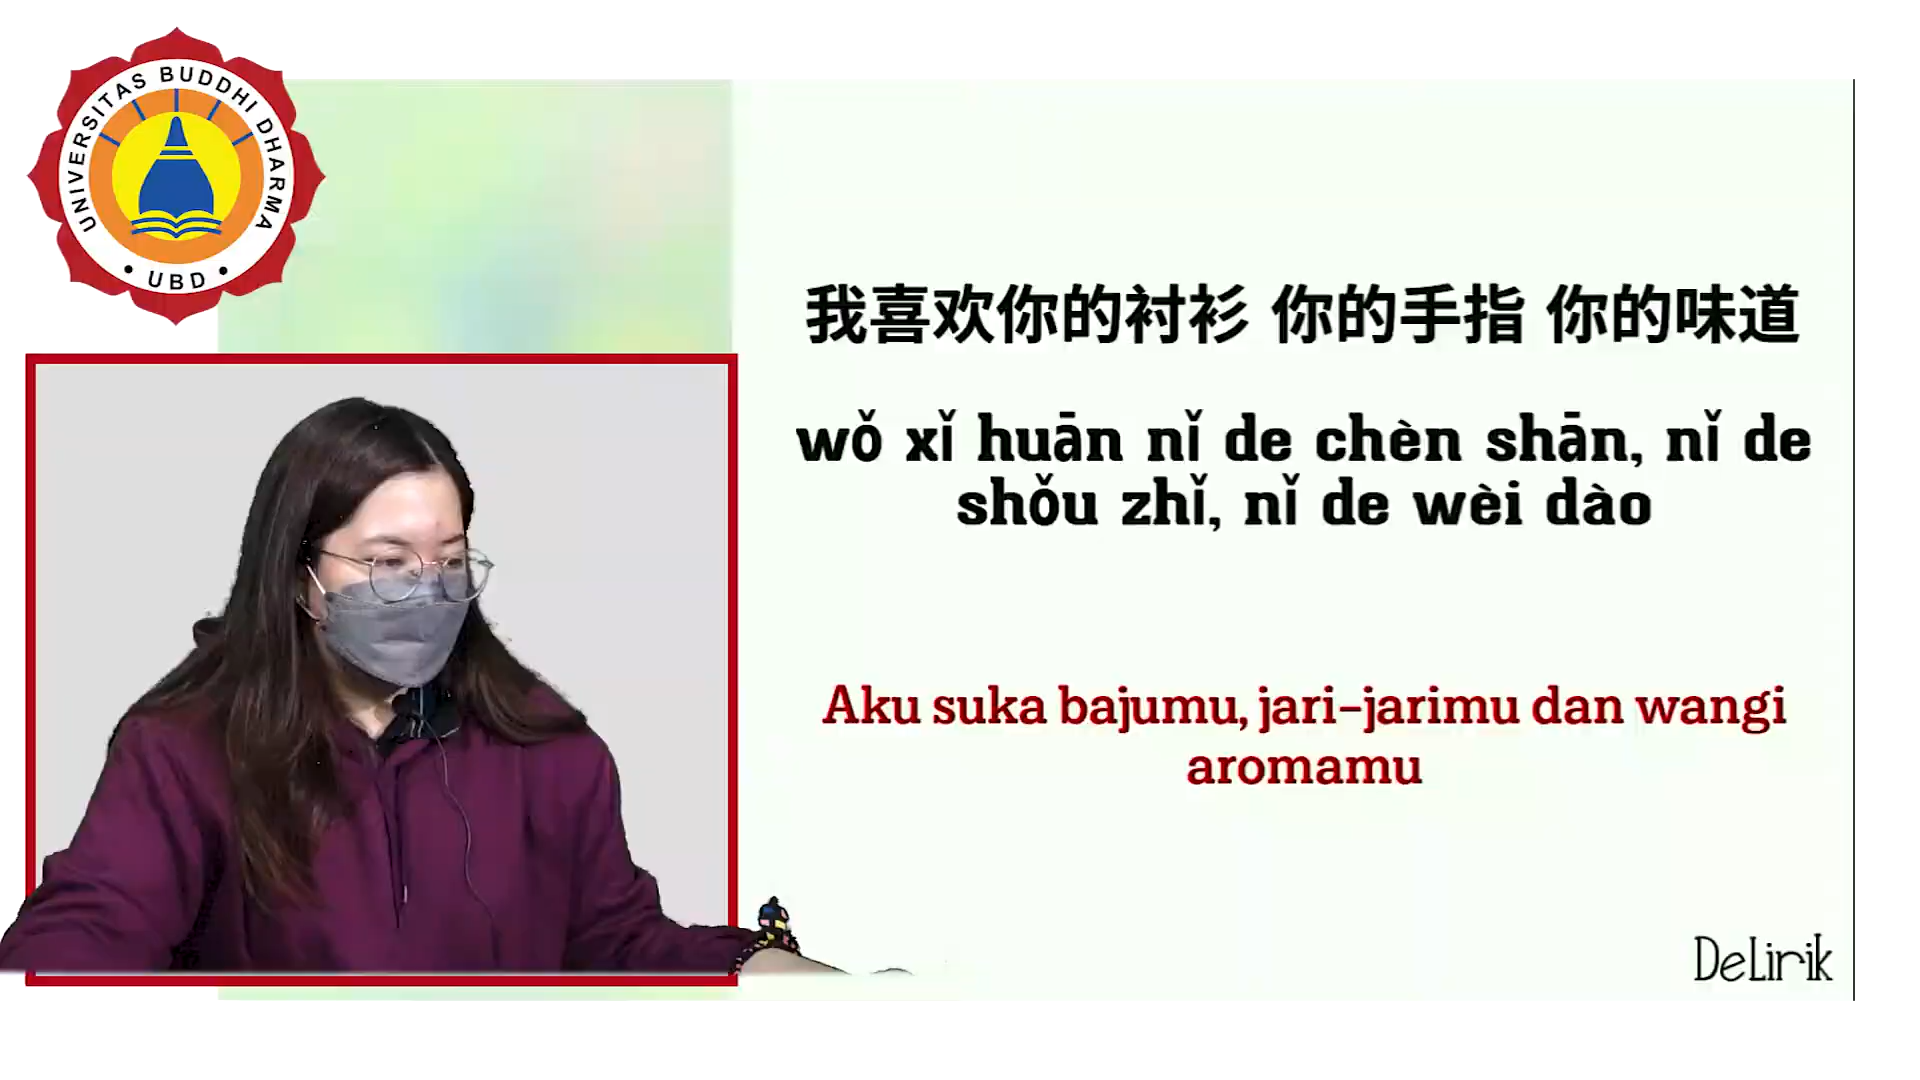 UNIVERSITAS BUDDHI DHARMA
• UBD •
我喜欢你的衬衫 你的手指 你的味道
wǒ xǐ huān nǐ de chèn shān, nǐ de
shǒu zhǐ, nǐ de wèi dào
Aku suka bajumu, jari-jarimu dan wangi
aromamu
DeLirik